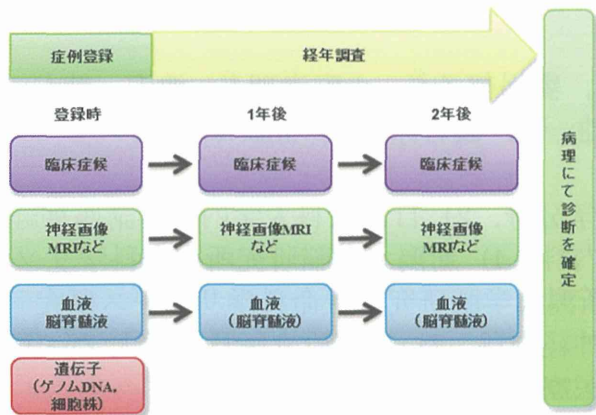 症例登録
経年調査
登録時
1年後
2年後
臨床症候
臨床症候
臨床症候
神経画像
MRIなど
神経画像MRI
など
神経画像
MRIなど
血液
脳脊髄液
血液
(脳脊髄液)
血液
(脳脊髄液)
遺伝子
(ゲノムDNA,
細胞株)
病理にて診断を確定